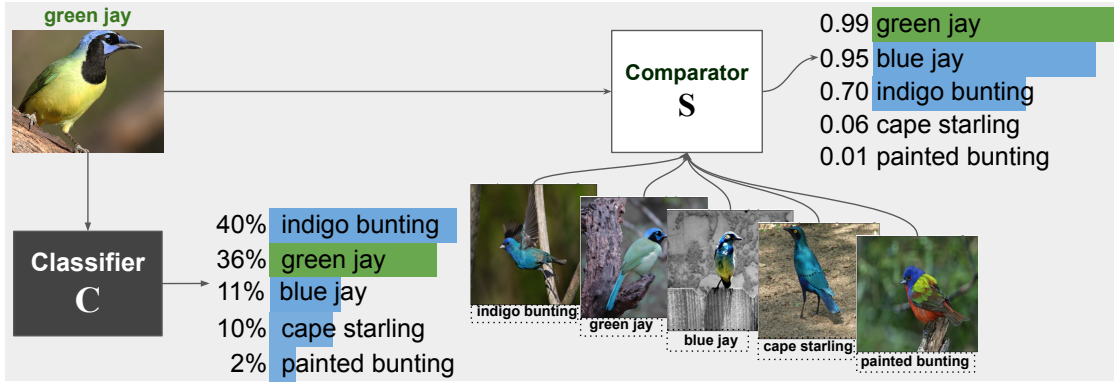 green jay
Comparator
S
0.99 green jay
0.95 blue jay
0.70 indigo bunting
0.06 cape starling
0.01 painted bunting
Classifier
C
40% indigo bunting
36% green jay
11% blue jay
10% cape starling
2% painted bunting
indigo bunting
green jay
blue jay
cape starling
painted bunting